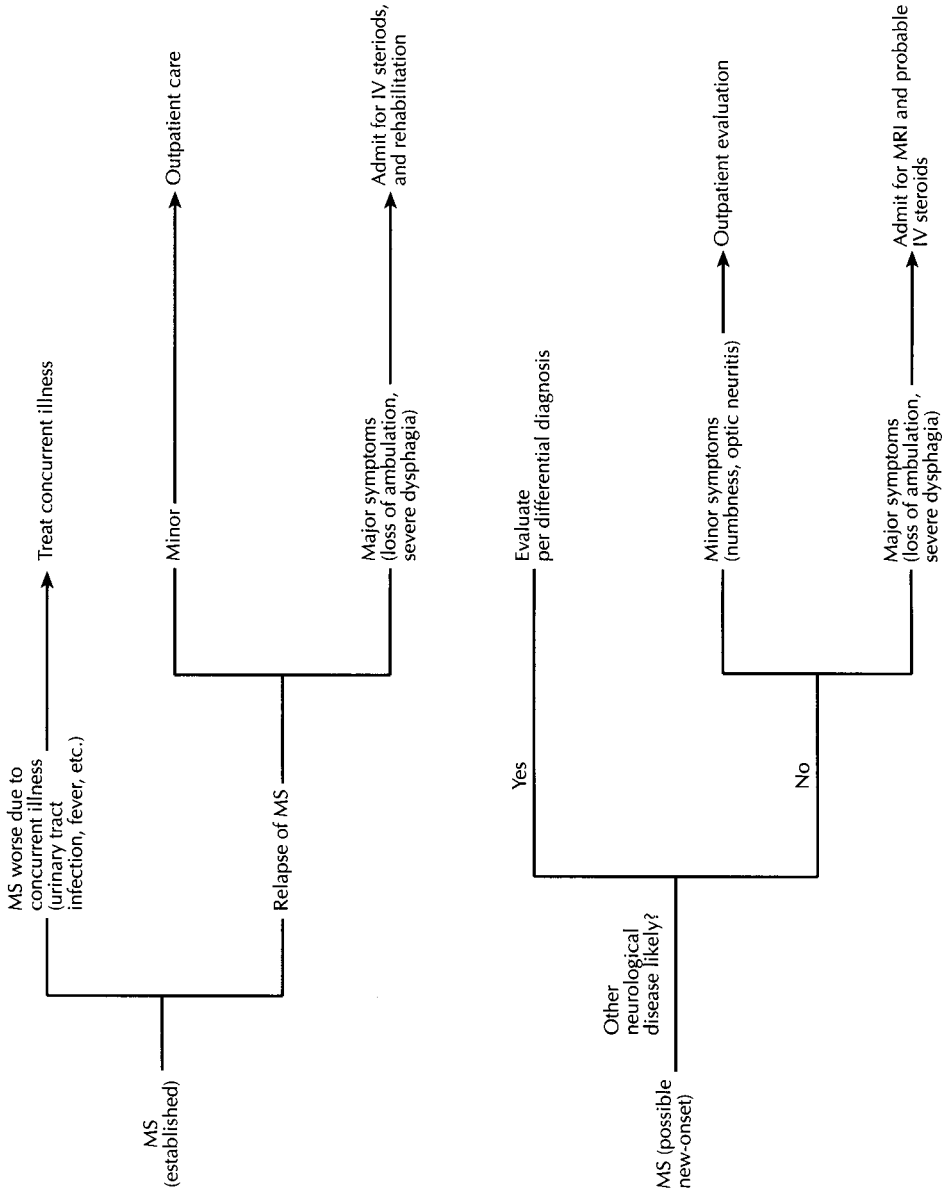 MS
(established)
MS worse due to
concurrent illness
(urinary tract
infection, fever, etc.)
Treat concurrent illness
Relapse of MS
Minor
Outpatient care
Major symptoms
(loss of ambulation,
severe dysphagia)
Admit for IV steriods,
and rehabilitation
MS (possible
new-onset)
Other
neurological
disease likely?
Yes
Evaluate
per differential diagnosis
No
Minor symptoms
(numbness, optic neuritis)
Outpatient evaluation
Major symptoms
(loss of ambulation,
severe dysphagia)
Admit for MRI and probable
IV steroids